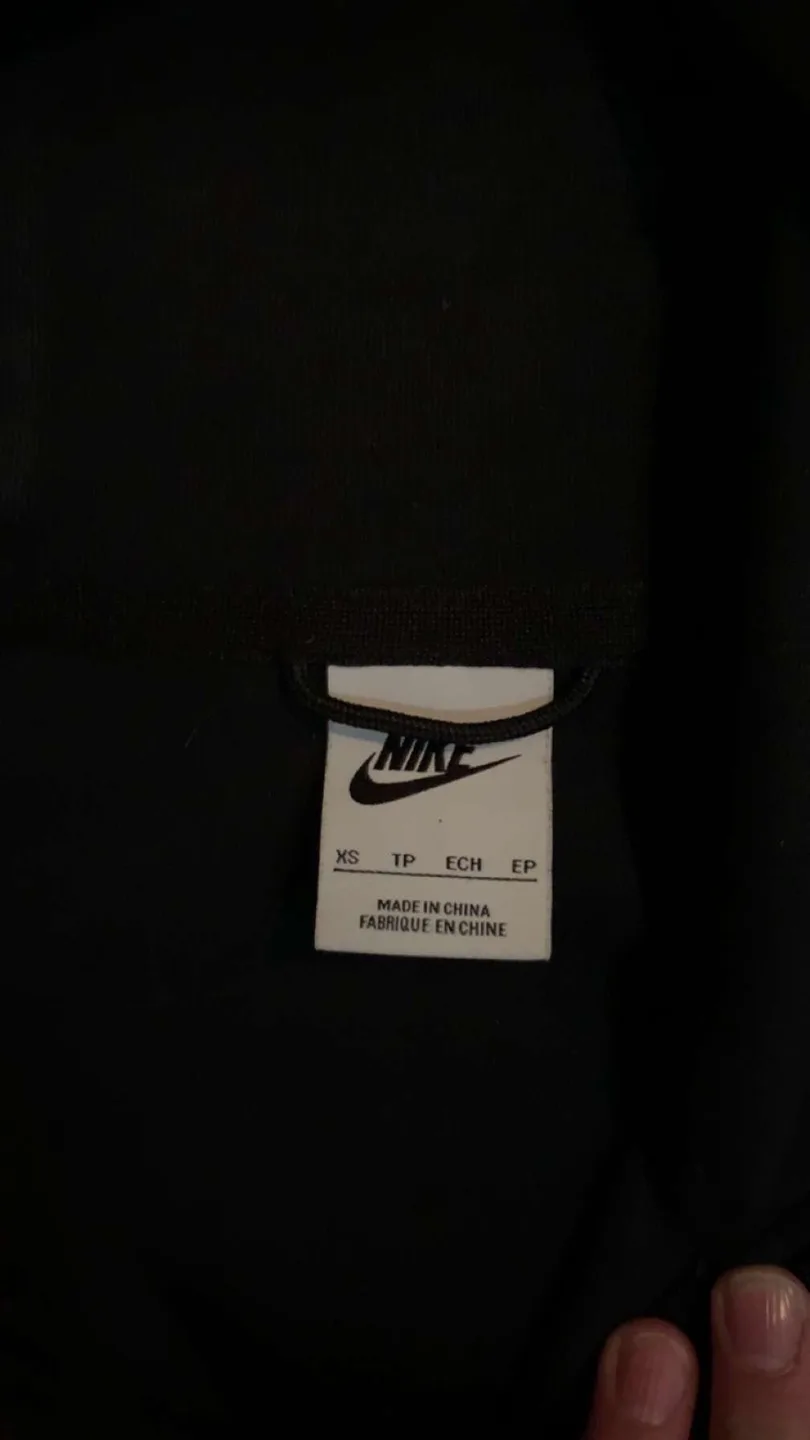 NIKE
XS TP ECH EP
MADE IN CHINA
FABRIQUE EN CHINE